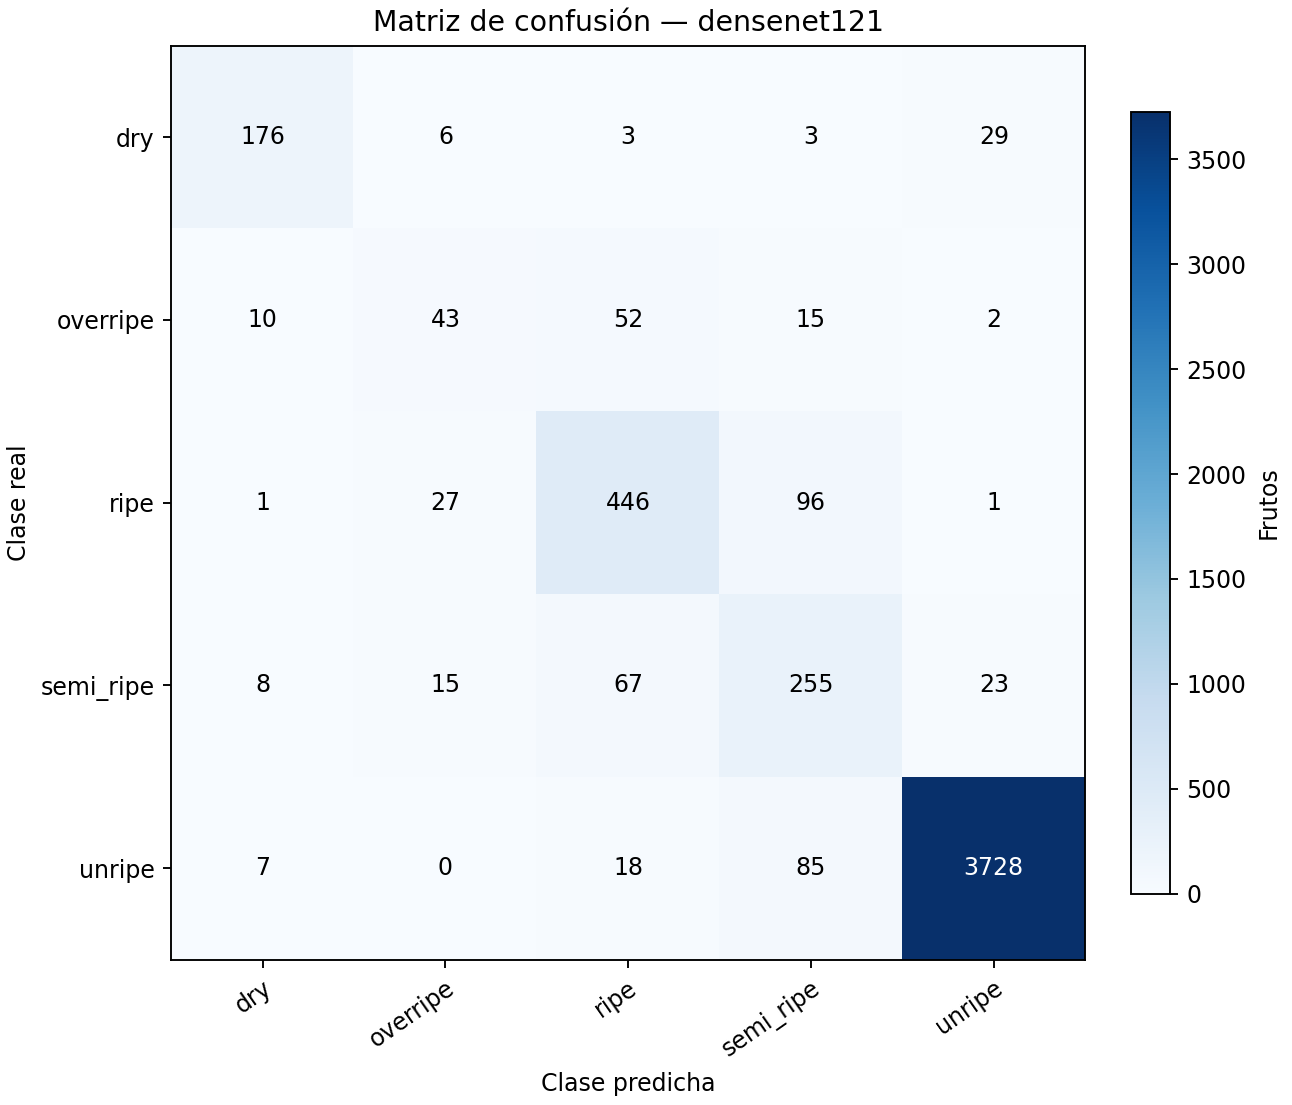 Matriz de confusión — densenet121
Clase real
dry 176 6 3 3 29
overripe 10 43 52 15 2
ripe 1 27 446 96 1
semi_ripe 8 15 67 255 23
unripe 7 0 18 85 3728
dry overripe ripe semi_ripe unripe
Clase predicha
3500
3000
2500
2000
1500
1000
500
0
Frutos